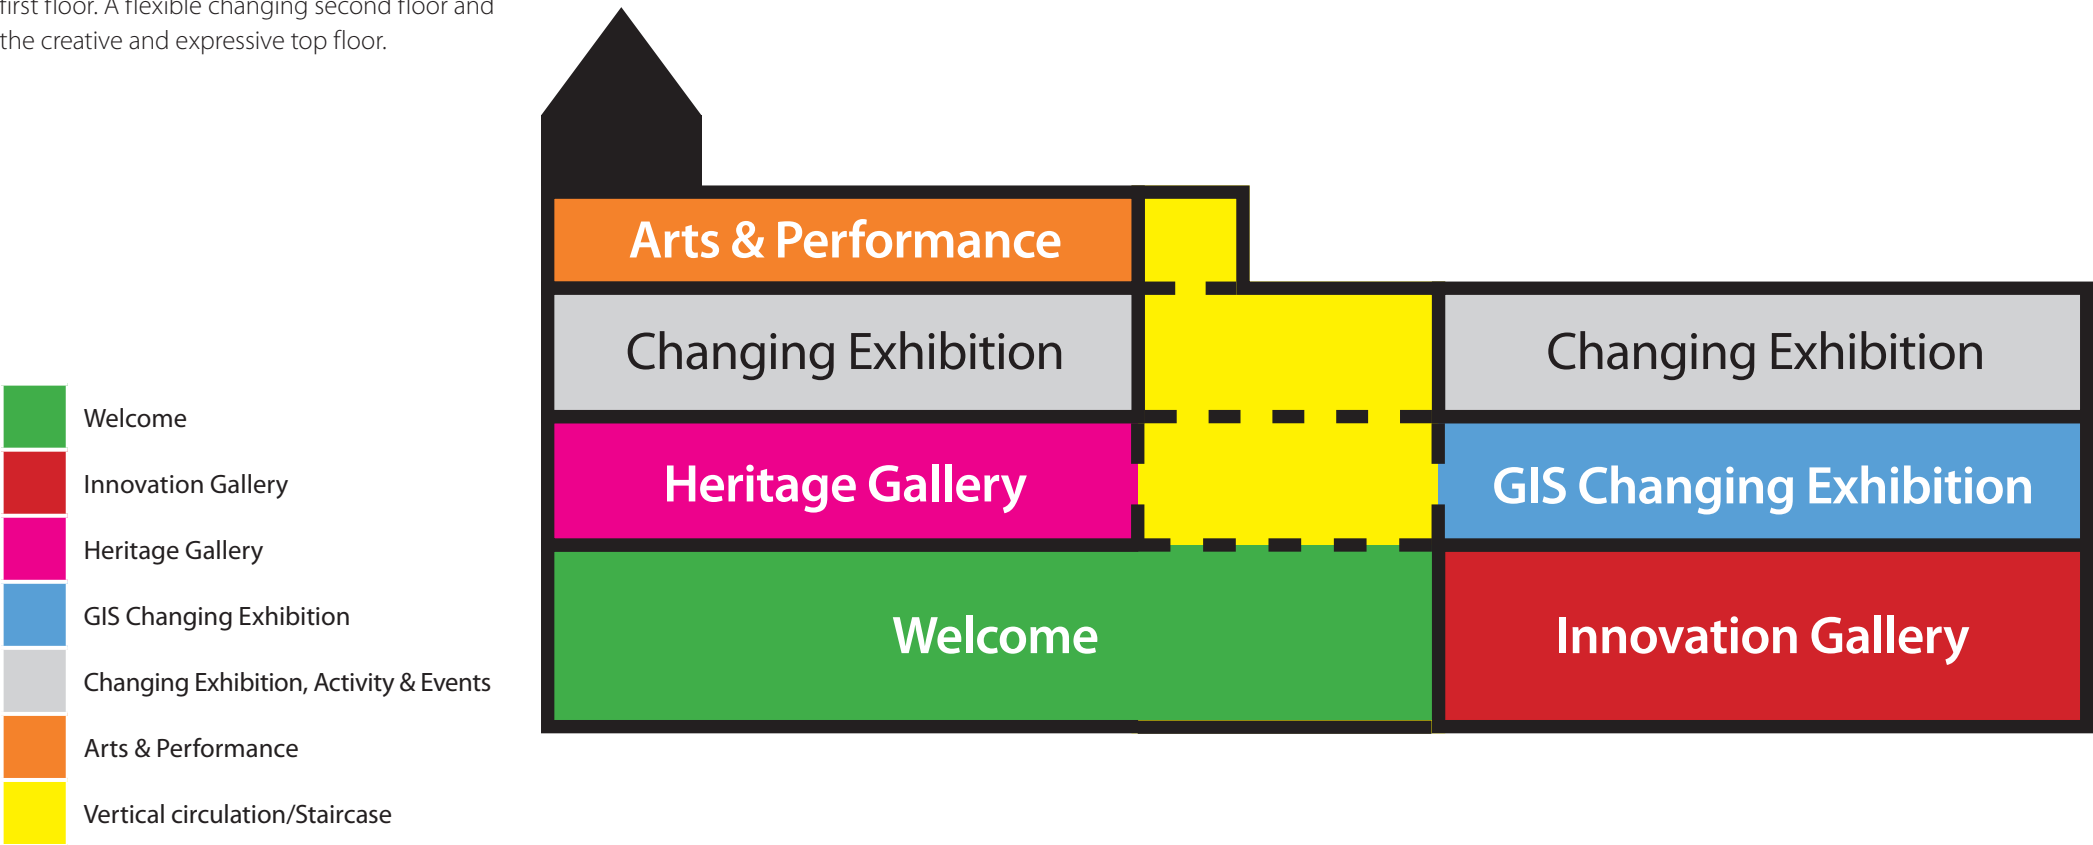 first floor. A flexible changing second floor and
the creative and expressive top floor.
Arts & Performance
Changing Exhibition
Changing Exhibition
Heritage Gallery
GIS Changing Exhibition
Welcome
Innovation Gallery
Welcome
Innovation Gallery
Heritage Gallery
GIS Changing Exhibition
Changing Exhibition, Activity & Events
Arts & Performance
Vertical circulation/Staircase